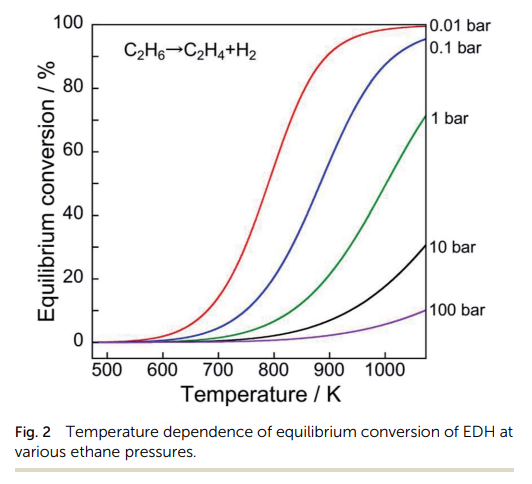 100
0.01 bar
C₂H₆→C₂H₄+H₂
0.1 bar
80
1 bar
60
40
10 bar
20
100 bar
0
500 600 700 800 900 1000
Equilibrium conversion / %
Temperature / K
Fig. 2 Temperature dependence of equilibrium conversion of EDH at
various ethane pressures.